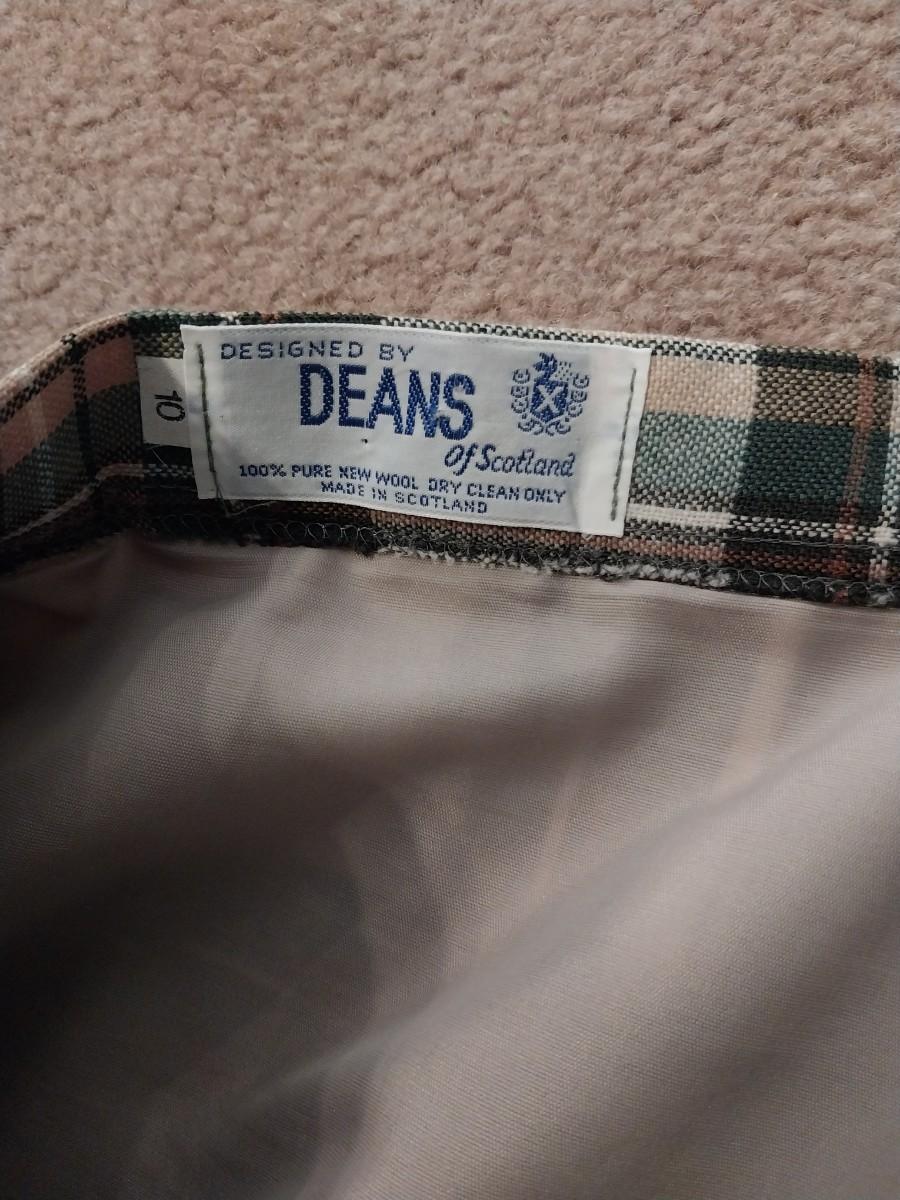 DESIGNED BY
DEANS
Of Scotland
100% PURE NEW WOOL DRY CLEAN ONLY
MADE IN SCOTLAND
10